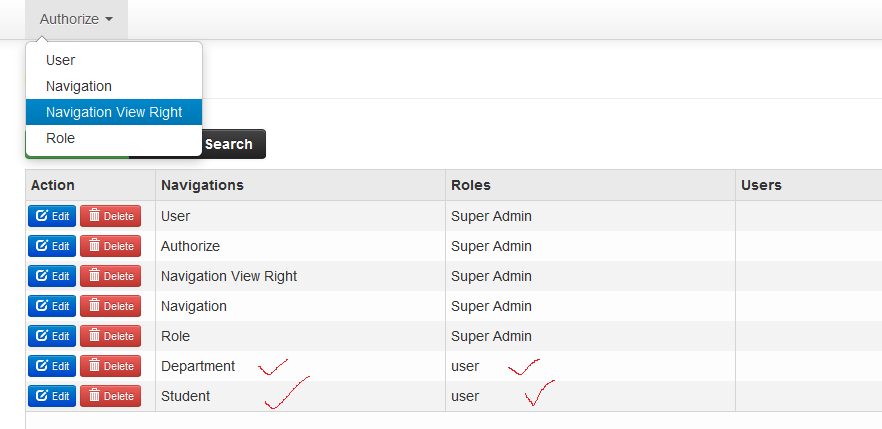 Authorize
User
Navigation
Navigation View Right
Role
Search
Action Navigations Roles Users
Edit Delete User Super Admin
Edit Delete Authorize Super Admin
Edit Delete Navigation View Right Super Admin
Edit Delete Navigation Super Admin
Edit Delete Role Super Admin
Edit Delete Department user
Edit Delete Student user